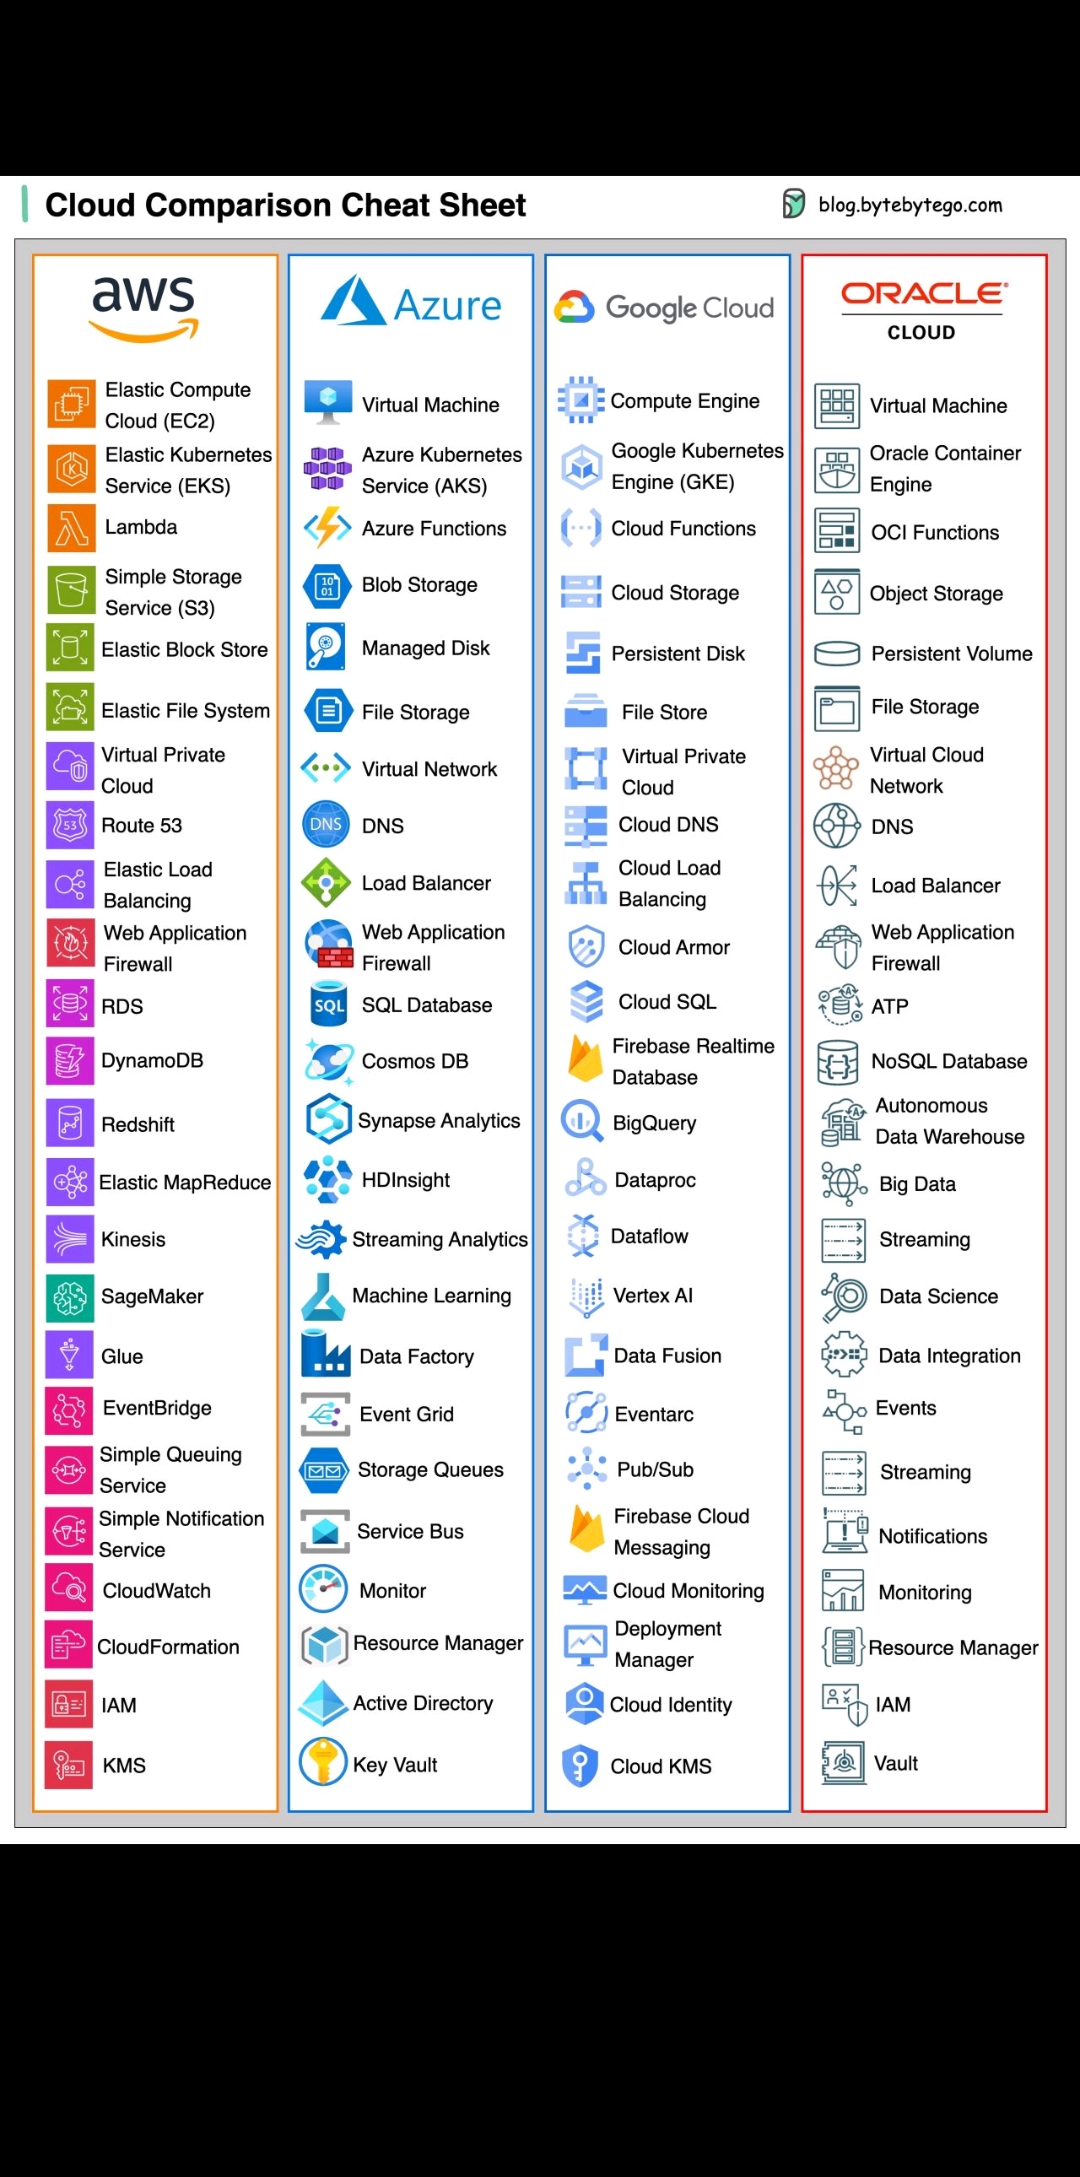 Cloud Comparison Cheat Sheet
blog.bytebytego.com
aws
Elastic Compute
Cloud (EC2)
Elastic Kubernetes
Service (EKS)
Lambda
Simple Storage
Service (S3)
Elastic Block Store
Elastic File System
Virtual Private
Cloud
53
Route 53
Elastic Load
Balancing
Web Application
Firewall
RDS
DynamoDB
Redshift
Elastic MapReduce
Kinesis
SageMaker
Glue
EventBridge
Simple Queuing
Service
Simple Notification
Service
CloudWatch
CloudFormation
IAM
KMS
Azure
Virtual Machine
Azure Kubernetes
Service (AKS)
Azure Functions
10
01
Blob Storage
Managed Disk
File Storage
Virtual Network
DNS
DNS
Load Balancer
Web Application
Firewall
SQL
SQL Database
Cosmos DB
Synapse Analytics
HDInsight
Streaming Analytics
Machine Learning
Data Factory
Event Grid
Storage Queues
Service Bus
Monitor
Resource Manager
Active Directory
Key Vault
Google Cloud
Compute Engine
Google Kubernetes
Engine (GKE)
Cloud Functions
Cloud Storage
Persistent Disk
File Store
Virtual Private
Cloud
Cloud DNS
Cloud Load
Balancing
Cloud Armor
Cloud SQL
Firebase Realtime
Database
BigQuery
Dataproc
Dataflow
Vertex AI
Data Fusion
Eventarc
Pub/Sub
Firebase Cloud
Messaging
Cloud Monitoring
Deployment
Manager
Cloud Identity
Cloud KMS
ORACLE®
CLOUD
Virtual Machine
Oracle Container
Engine
OCI Functions
Object Storage
Persistent Volume
File Storage
Virtual Cloud
Network
DNS
Load Balancer
Web Application
Firewall
ATP
NoSQL Database
Autonomous
Data Warehouse
Big Data
Streaming
Data Science
Data Integration
Events
Streaming
Notifications
Monitoring
Resource Manager
IAM
Vault